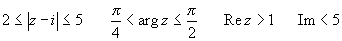 2 ≤ |z − i| ≤ 5 π/4 < arg z ≤ π/2 Re z > 1 Im < 5